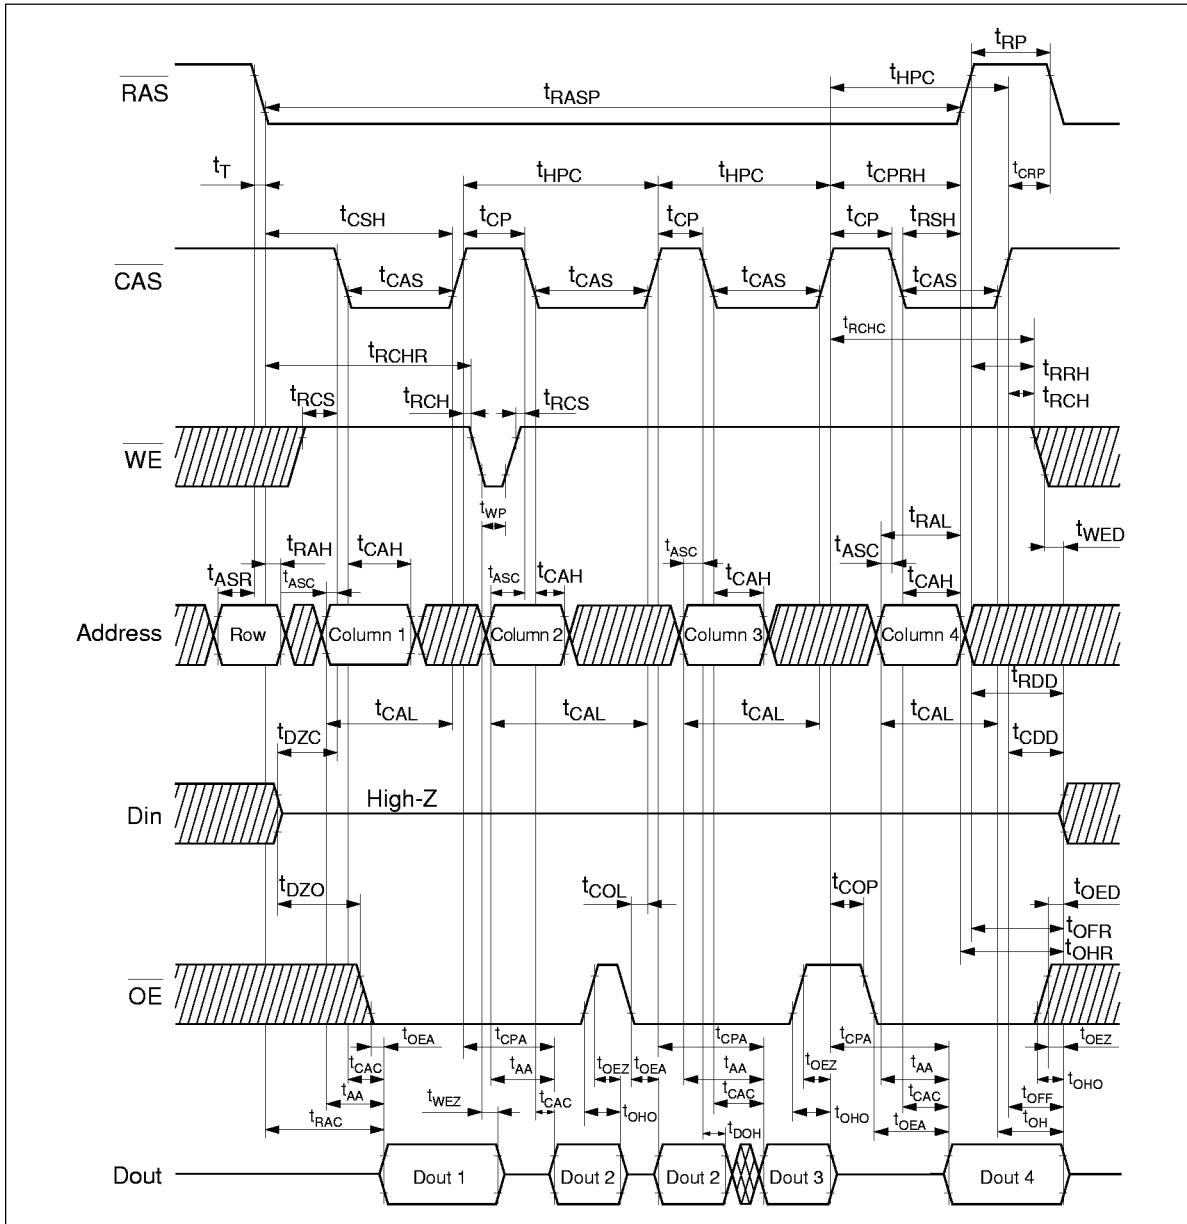 tRP
tHPC
RAS
tRASP
tT
tHPC
tHPC
tCPRH
tCRP
tCSH
tCP
tCP
tCP
tRSH
CAS
tCAS
tCAS
tCAS
tCAS
tRCHC
tRCHR
tRRH
tRCS
tRCH
tRCS
tRCH
WE
tWP
tRAL
tWED
tRAH
tCAH
tASC
tASC
tASR
tASC
tASC
tCAH
tCAH
tCAH
Address
Row
Column 1
Column 2
Column 3
Column 4
tRDD
tCAL
tCAL
tCAL
tCAL
tDZC
tCDD
High-Z
Din
tDZO
tCOL
tCOP
tOED
tOFR
tOHR
OE
tOEA
tCPA
tCPA
tCPA
tOEZ
tCAC
tAA
tOEZ
tOEA
tAA
tOEZ
tAA
tOHO
tAA
tWEZ
tCAC
tCAC
tCAC
tOFF
tRAC
tOHO
tDOH
tOHO
tOEA
tOH
Dout
Dout 1
Dout 2
Dout 2
Dout 3
Dout 4